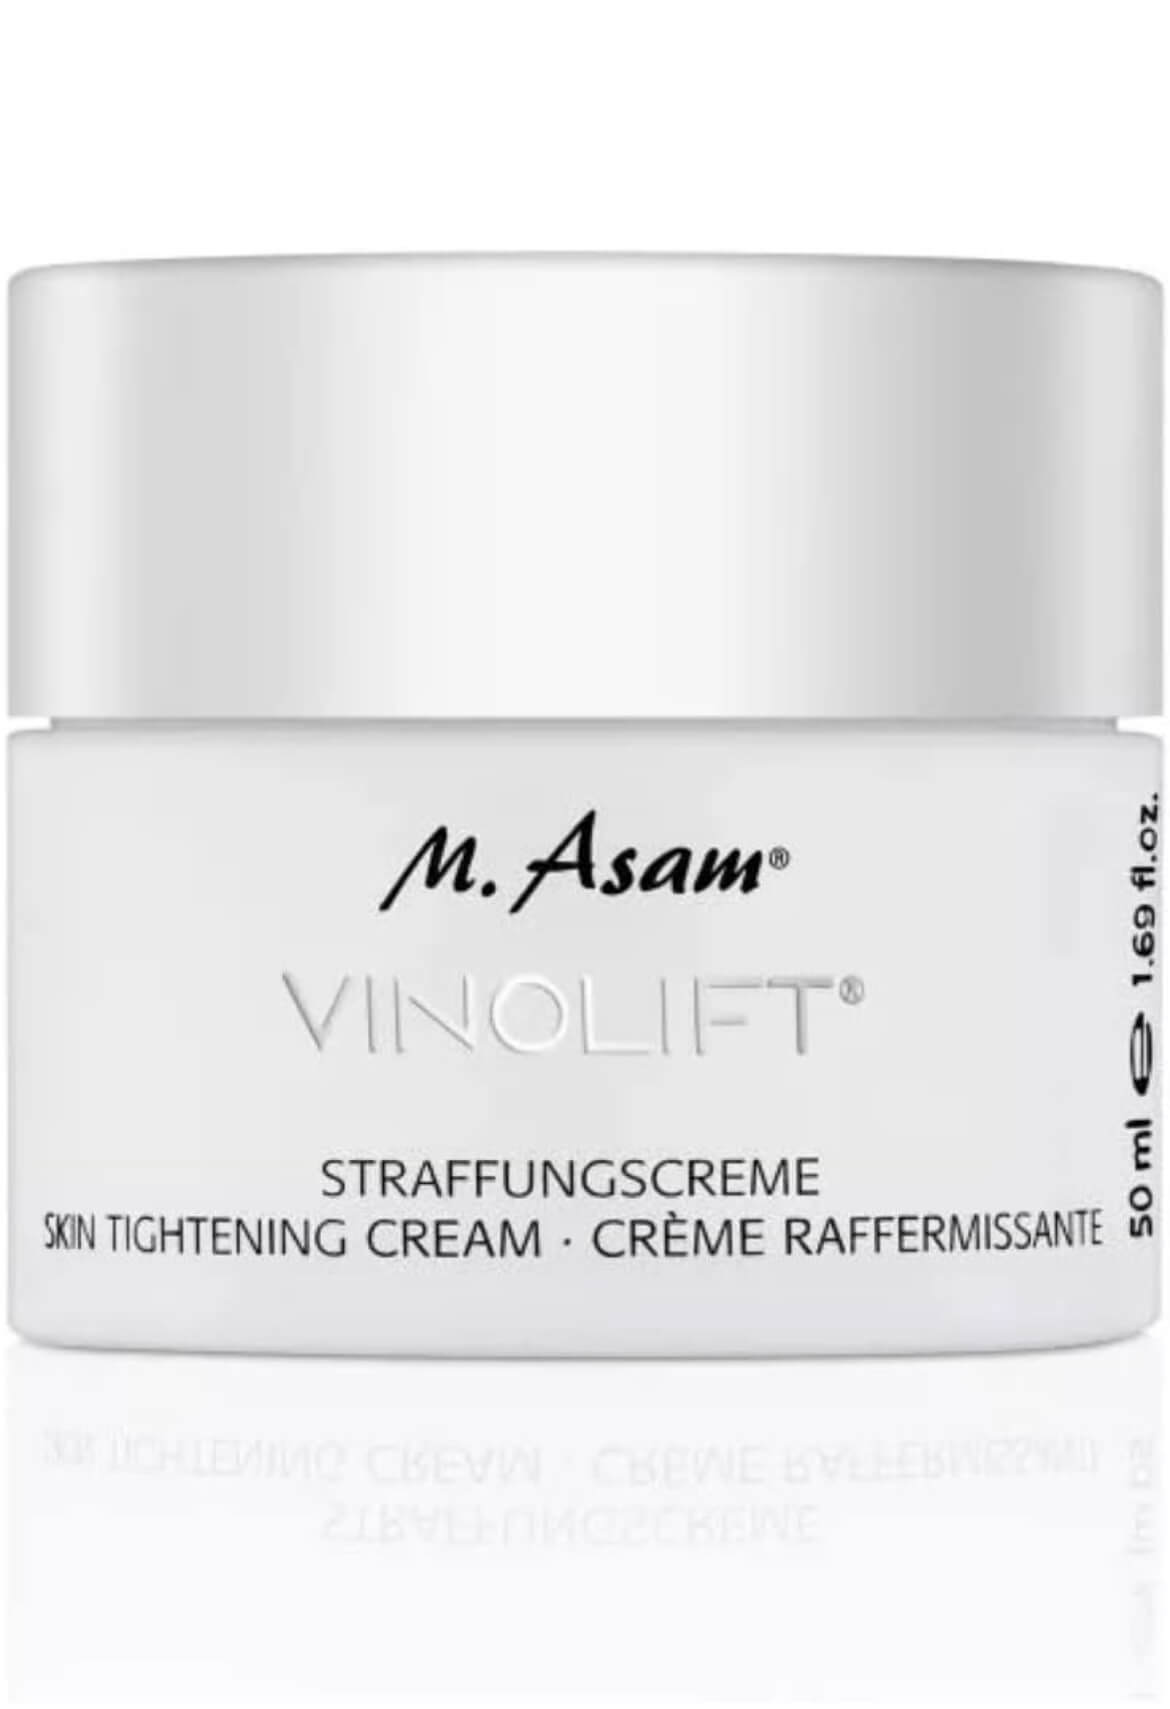 M. Asam®
VINOLIFT®
STRAFFUNGSCREME
SKIN TIGHTENING CREAM · CRÈME RAFFERMISSANTE
50 ml ℮ 1.69 fl.oz.